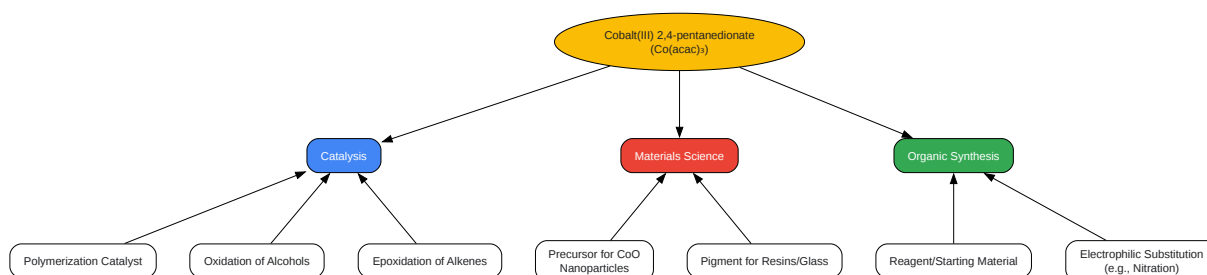 Cobalt(III) 2,4-pentanedionate
(Co(acac)₃)
Catalysis
Materials Science
Organic Synthesis
Polymerization Catalyst
Oxidation of Alcohols
Epoxidation of Alkenes
Precursor for CoO
Nanoparticles
Pigment for Resins/Glass
Reagent/Starting Material
Electrophilic Substitution
(e.g., Nitration)